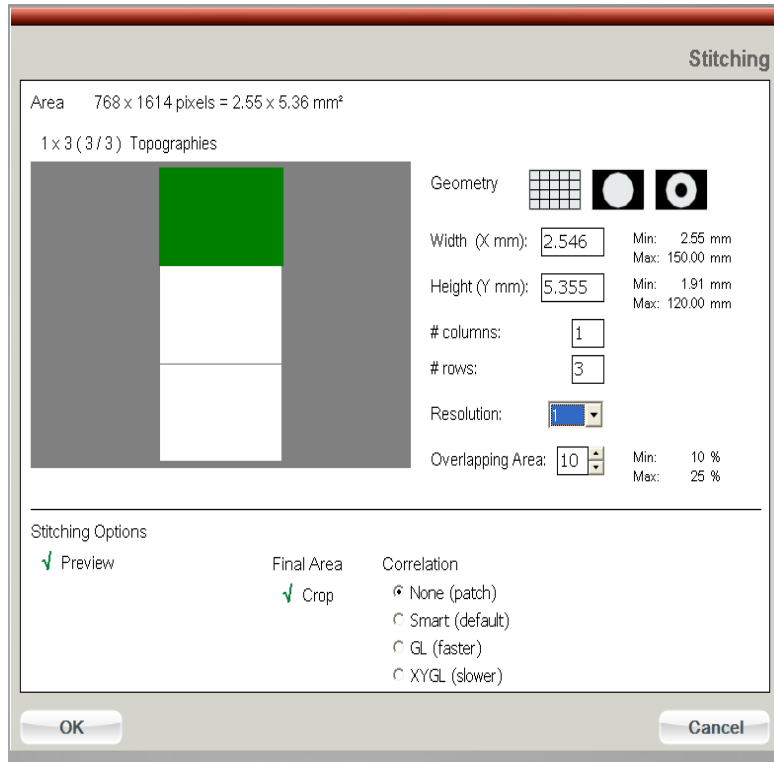 Stitching
Area 768 x 1614 pixels = 2.55 x 5.36 mm²
1 x 3 ( 3 / 3 ) Topographies
Geometry
Width (X mm): 2.546 Min: 2.55 mm
Max: 150.00 mm
Height (Y mm): 5.355 Min: 1.91 mm
Max: 120.00 mm
# columns: 1
# rows: 3
Resolution: 1
Overlapping Area: 10 Min: 10 %
Max: 25 %
Stitching Options
√ Preview Final Area Correlation
√ Crop None (patch)
Smart (default)
GL (faster)
XYGL (slower)
OK Cancel